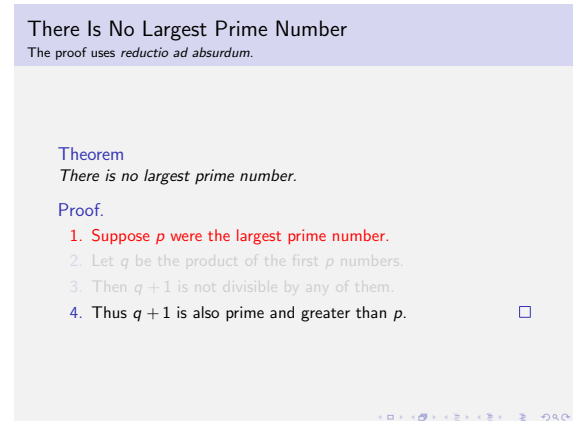 There Is No Largest Prime Number
The proof uses reductio ad absurdum.
Theorem
There is no largest prime number.
Proof.
1. Suppose p were the largest prime number.
2. Let q be the product of the first p numbers.
3. Then q + 1 is not divisible by any of them.
4. Thus q + 1 is also prime and greater than p.